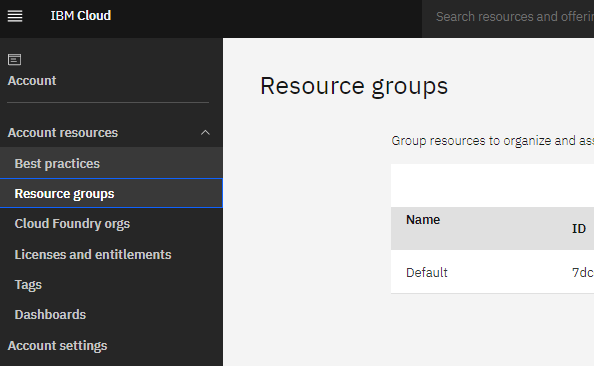 IBM Cloud
Search resources and offerin
Account
Account resources
Best practices
Resource groups
Cloud Foundry orgs
Licenses and entitlements
Tags
Dashboards
Account settings
Resource groups
Group resources to organize and ass
Name ID
Default 7dc